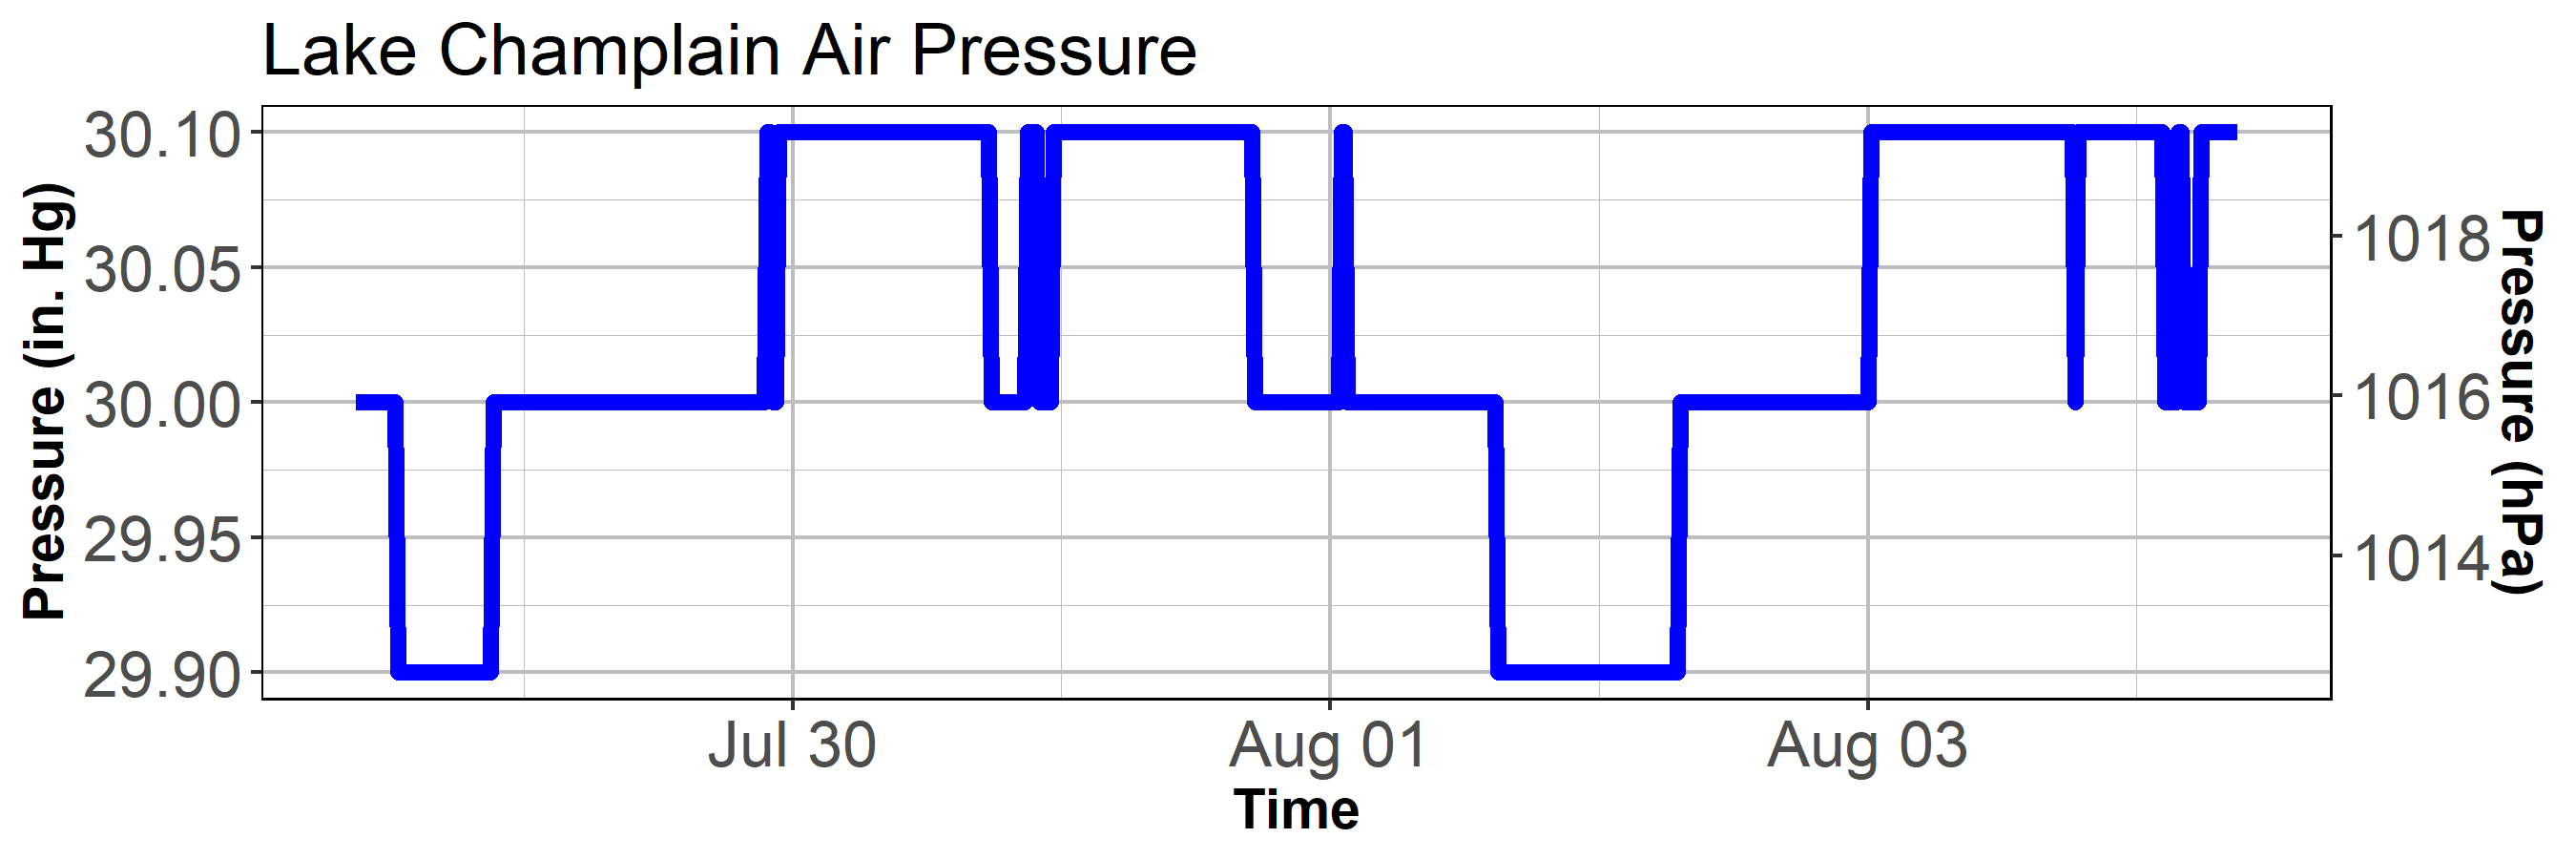 Lake Champlain Air Pressure
30.10
30.05
30.00
29.95
29.90
Pressure (in. Hg)
1018
1016
1014
Pressure (hPa)
Jul 30
Aug 01
Aug 03
Time